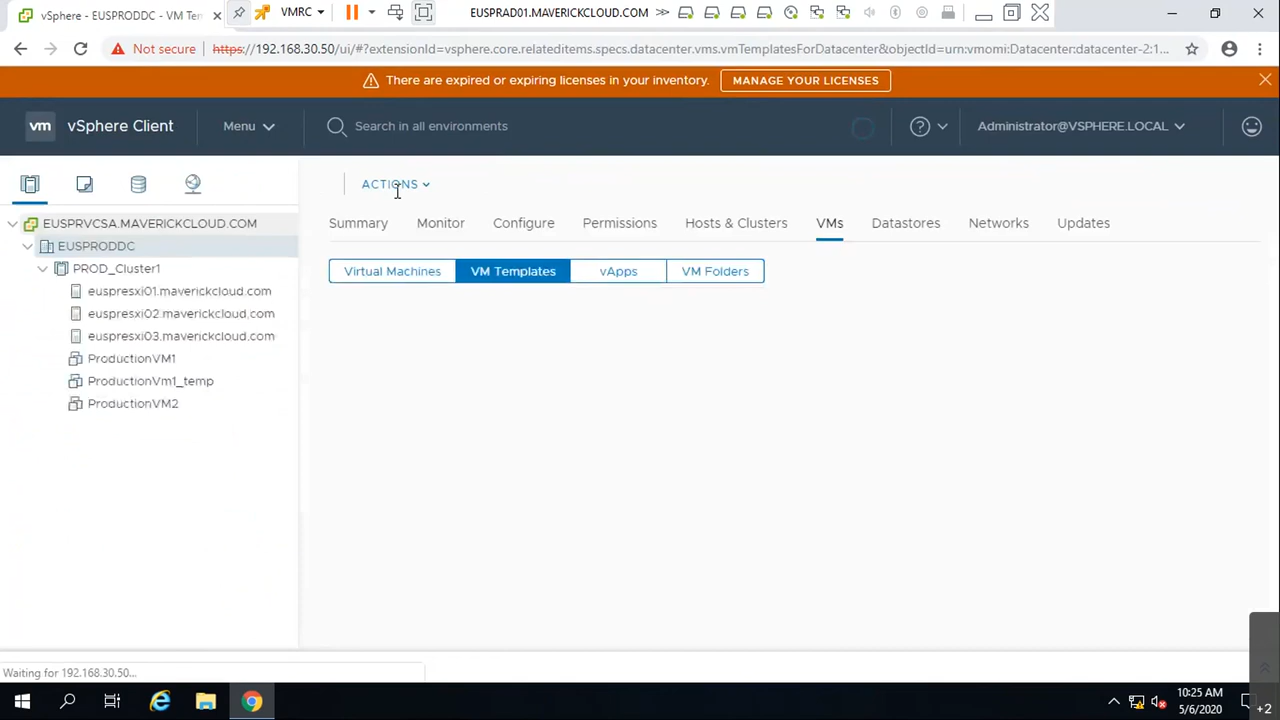 vSphere - EUSPRODDC - VM Ter
VMRC
EUSPRAD01.MAVERICKCLOUD.COM
Not secure
https://192.168.30.50/ui/#?extensionId=vsphere.core.relateditems.specs.datacenter.vms.vmTemplatesForDatacenter&objectId=urn:vmomi:Datacenter:datacenter-2:1...
There are expired or expiring licenses in your inventory.
MANAGE YOUR LICENSES
vm
vSphere Client
Menu
Search in all environments
Administrator@VSPHERE.LOCAL
ACTIONS
Summary
Monitor
Configure
Permissions
Hosts & Clusters
VMs
Datastores
Networks
Updates
EUSPRVCSA.MAVERICKCLOUD.COM
EUSPRODDC
PROD_Cluster1
euspresxi01.maverickcloud.com
euspresxi02.maverickcloud.com
euspresxi03.maverickcloud.com
ProductionVM1
ProductionVm1_temp
ProductionVM2
Virtual Machines
VM Templates
vApps
VM Folders
Waiting for 192.168.30.50...
10:25 AM
5/6/2020
+2